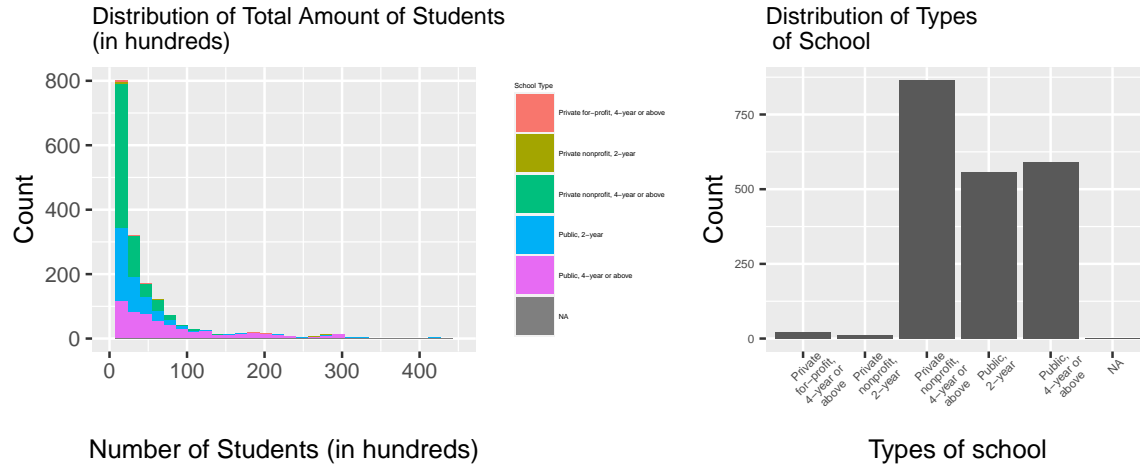 Distribution of Total Amount of Students
(in hundreds)
800
600
400
200
0
Count
0 100 200 300 400
Number of Students (in hundreds)
School Type
Private for−profit, 4−year or above
Private nonprofit, 2−year
Private nonprofit, 4−year or above
Public, 2−year
Public, 4−year or above
NA
Distribution of Types
of School
750
500
250
0
Count
Private
for−profit,
4−year or
above
Private
nonprofit,
2−year
Private
nonprofit,
4−year or
above
Public,
2−year
Public,
4−year or
above
NA
Types of school